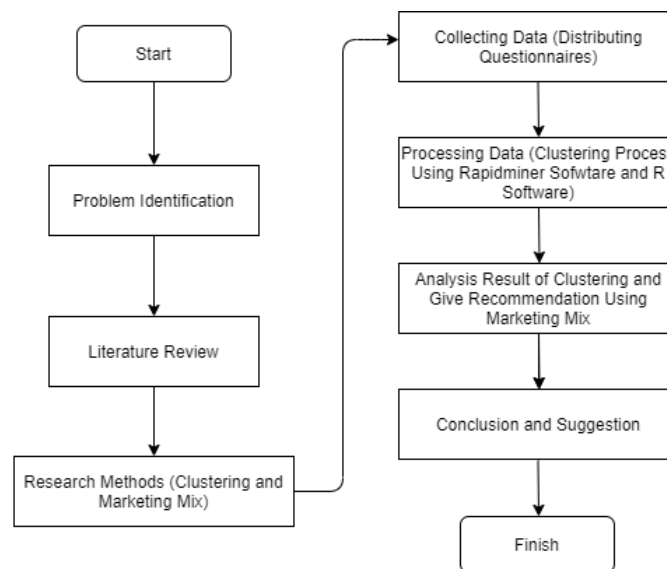 Start
Problem Identification
Literature Review
Research Methods (Clustering and
Marketing Mix)
Collecting Data (Distributing
Questionnaires)
Processing Data (Clustering Process
Using Rapidminer Sofwtare and R
Software)
Analysis Result of Clustering and
Give Recommendation Using
Marketing Mix
Conclusion and Suggestion
Finish